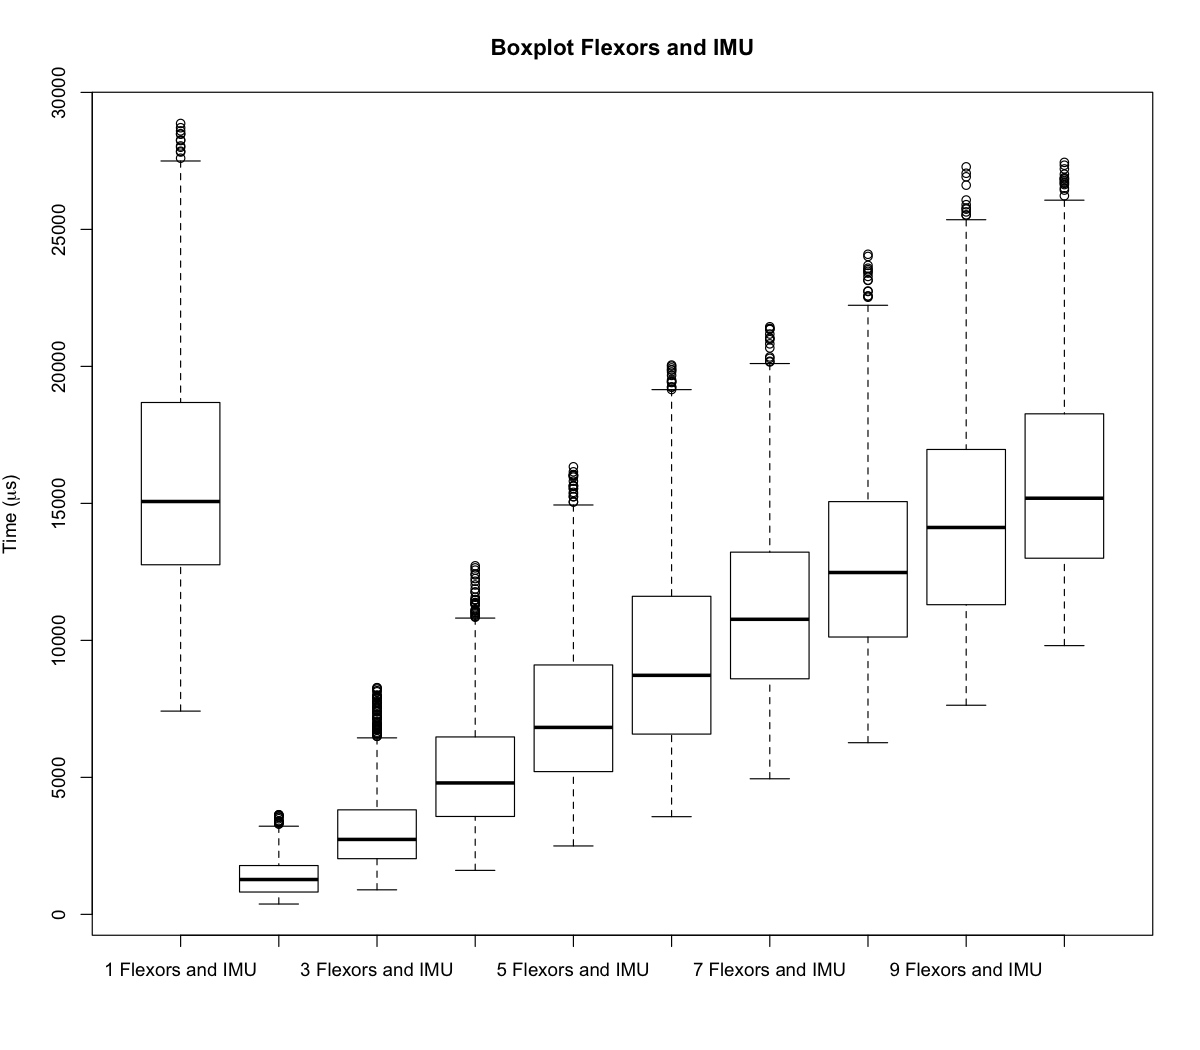 Boxplot Flexors and IMU
Time (μs)
30000
25000
20000
15000
10000
5000
0
1 Flexors and IMU
3 Flexors and IMU
5 Flexors and IMU
7 Flexors and IMU
9 Flexors and IMU